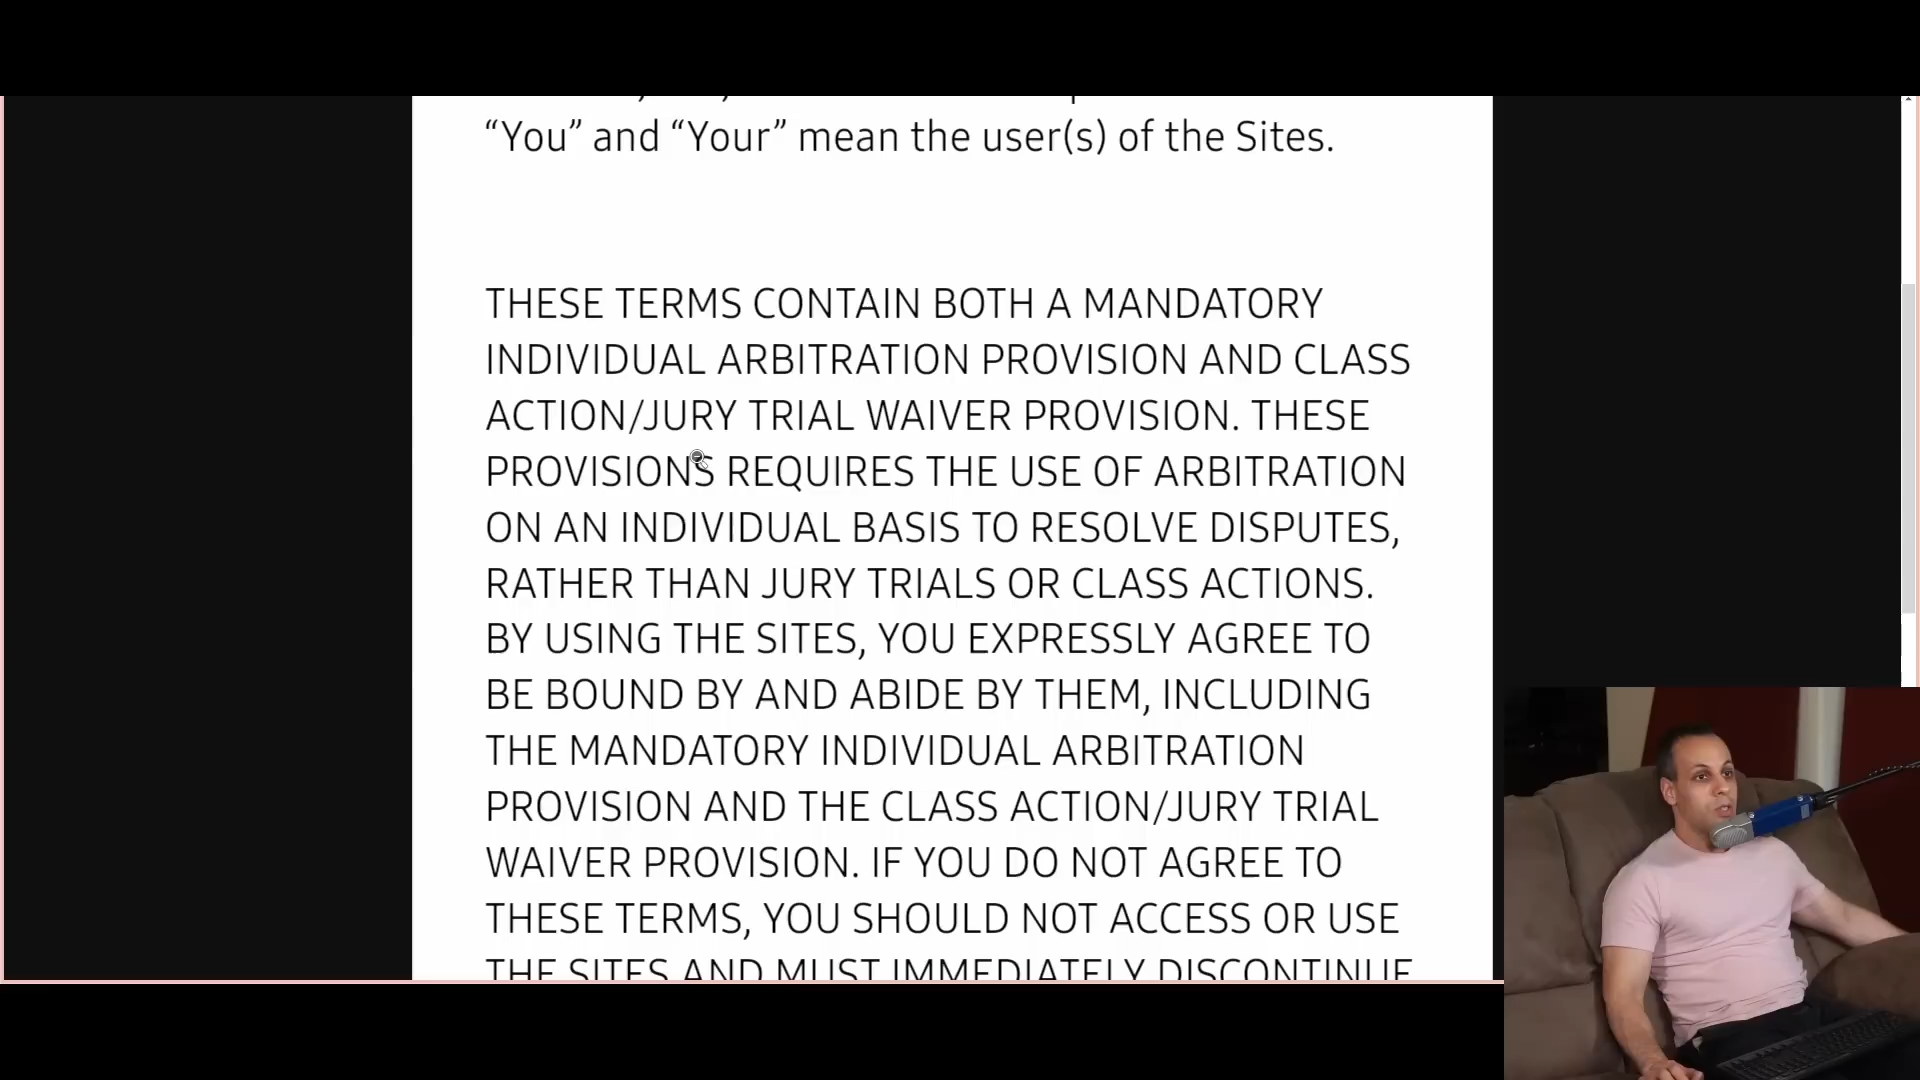 “You” and “Your” mean the user(s) of the Sites.
THESE TERMS CONTAIN BOTH A MANDATORY
INDIVIDUAL ARBITRATION PROVISION AND CLASS
ACTION/JURY TRIAL WAIVER PROVISION. THESE
PROVISIONS REQUIRES THE USE OF ARBITRATION
ON AN INDIVIDUAL BASIS TO RESOLVE DISPUTES,
RATHER THAN JURY TRIALS OR CLASS ACTIONS.
BY USING THE SITES, YOU EXPRESSLY AGREE TO
BE BOUND BY AND ABIDE BY THEM, INCLUDING
THE MANDATORY INDIVIDUAL ARBITRATION
PROVISION AND THE CLASS ACTION/JURY TRIAL
WAIVER PROVISION. IF YOU DO NOT AGREE TO
THESE TERMS, YOU SHOULD NOT ACCESS OR USE
THE SITES AND MUST IMMEDIATELY DISCONTINUE